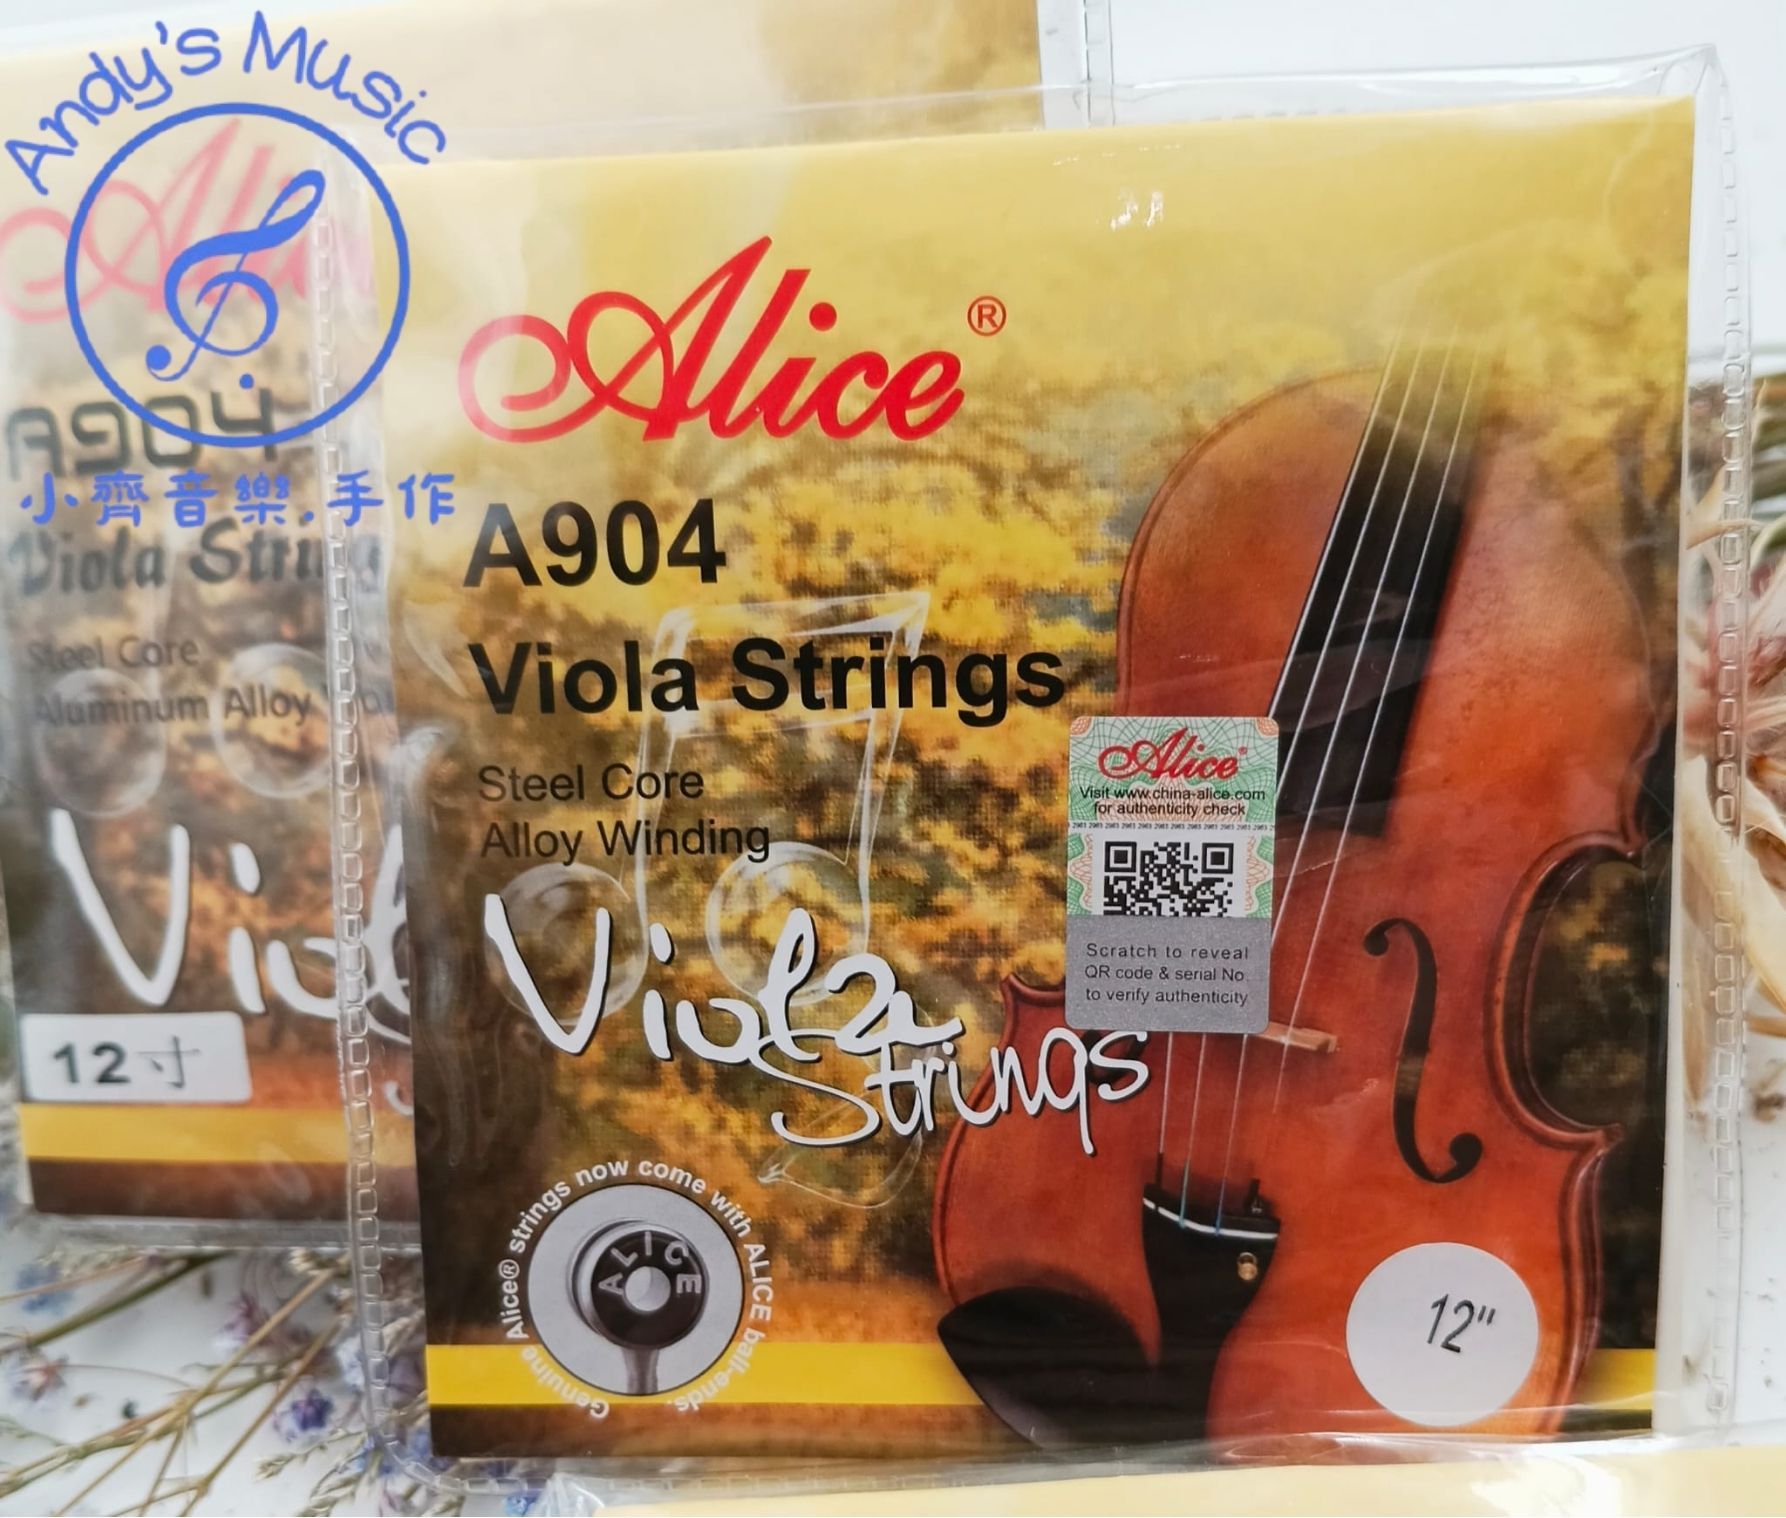 Andy's Music
小齊音樂.手作
Alice
A904
Viola Strings
Steel Core
Aluminum Alloy
Viol
12寸
Alice®
A904
Viola Strings
Steel Core
Alloy Winding
Viola
Strings
Alice®
Visit www.china-alice.com
for authenticity check
Scratch to reveal
QR code & serial No.
to verify authenticity
Genuine Alice® strings now come with ALICE ball-ends.
ALICE
12"